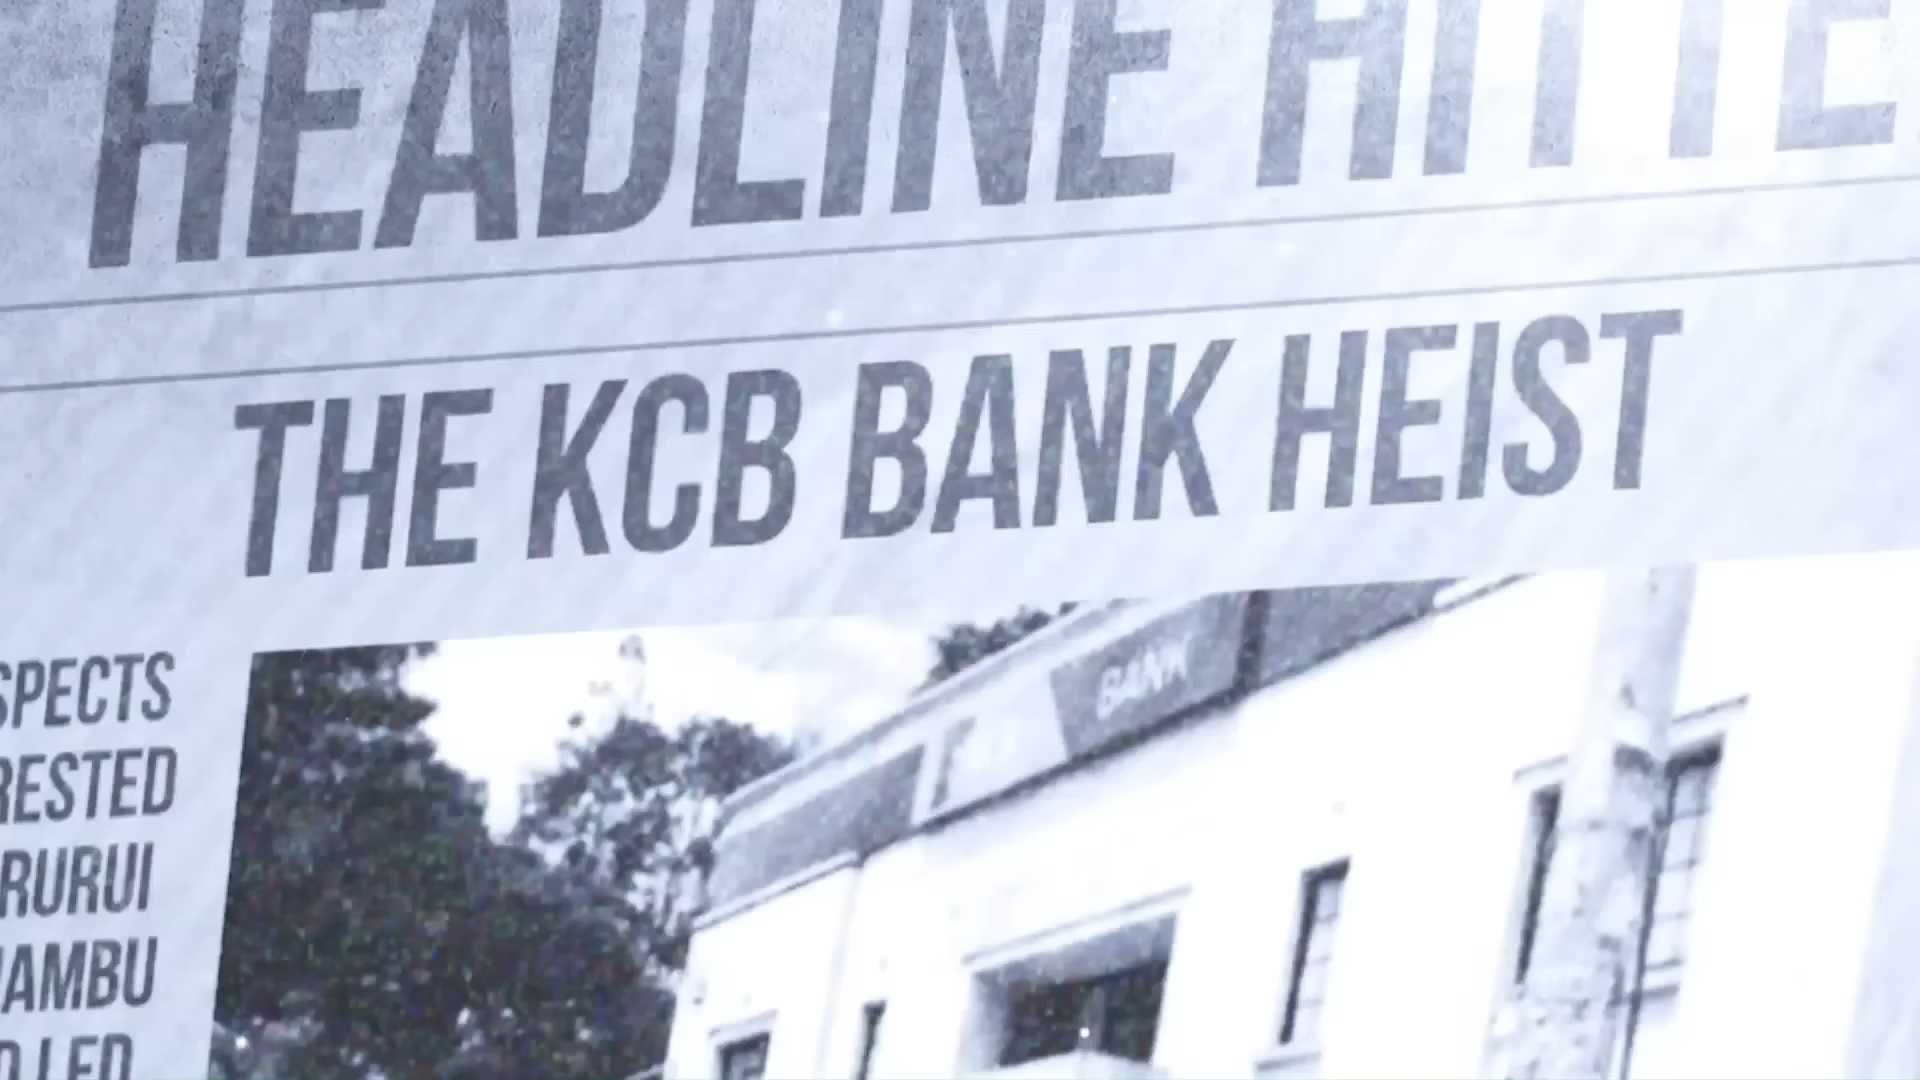 HEADLINE HITTE
THE KCB BANK HEIST
SPECTS
RESTED
RURUI
AMBU
BANK